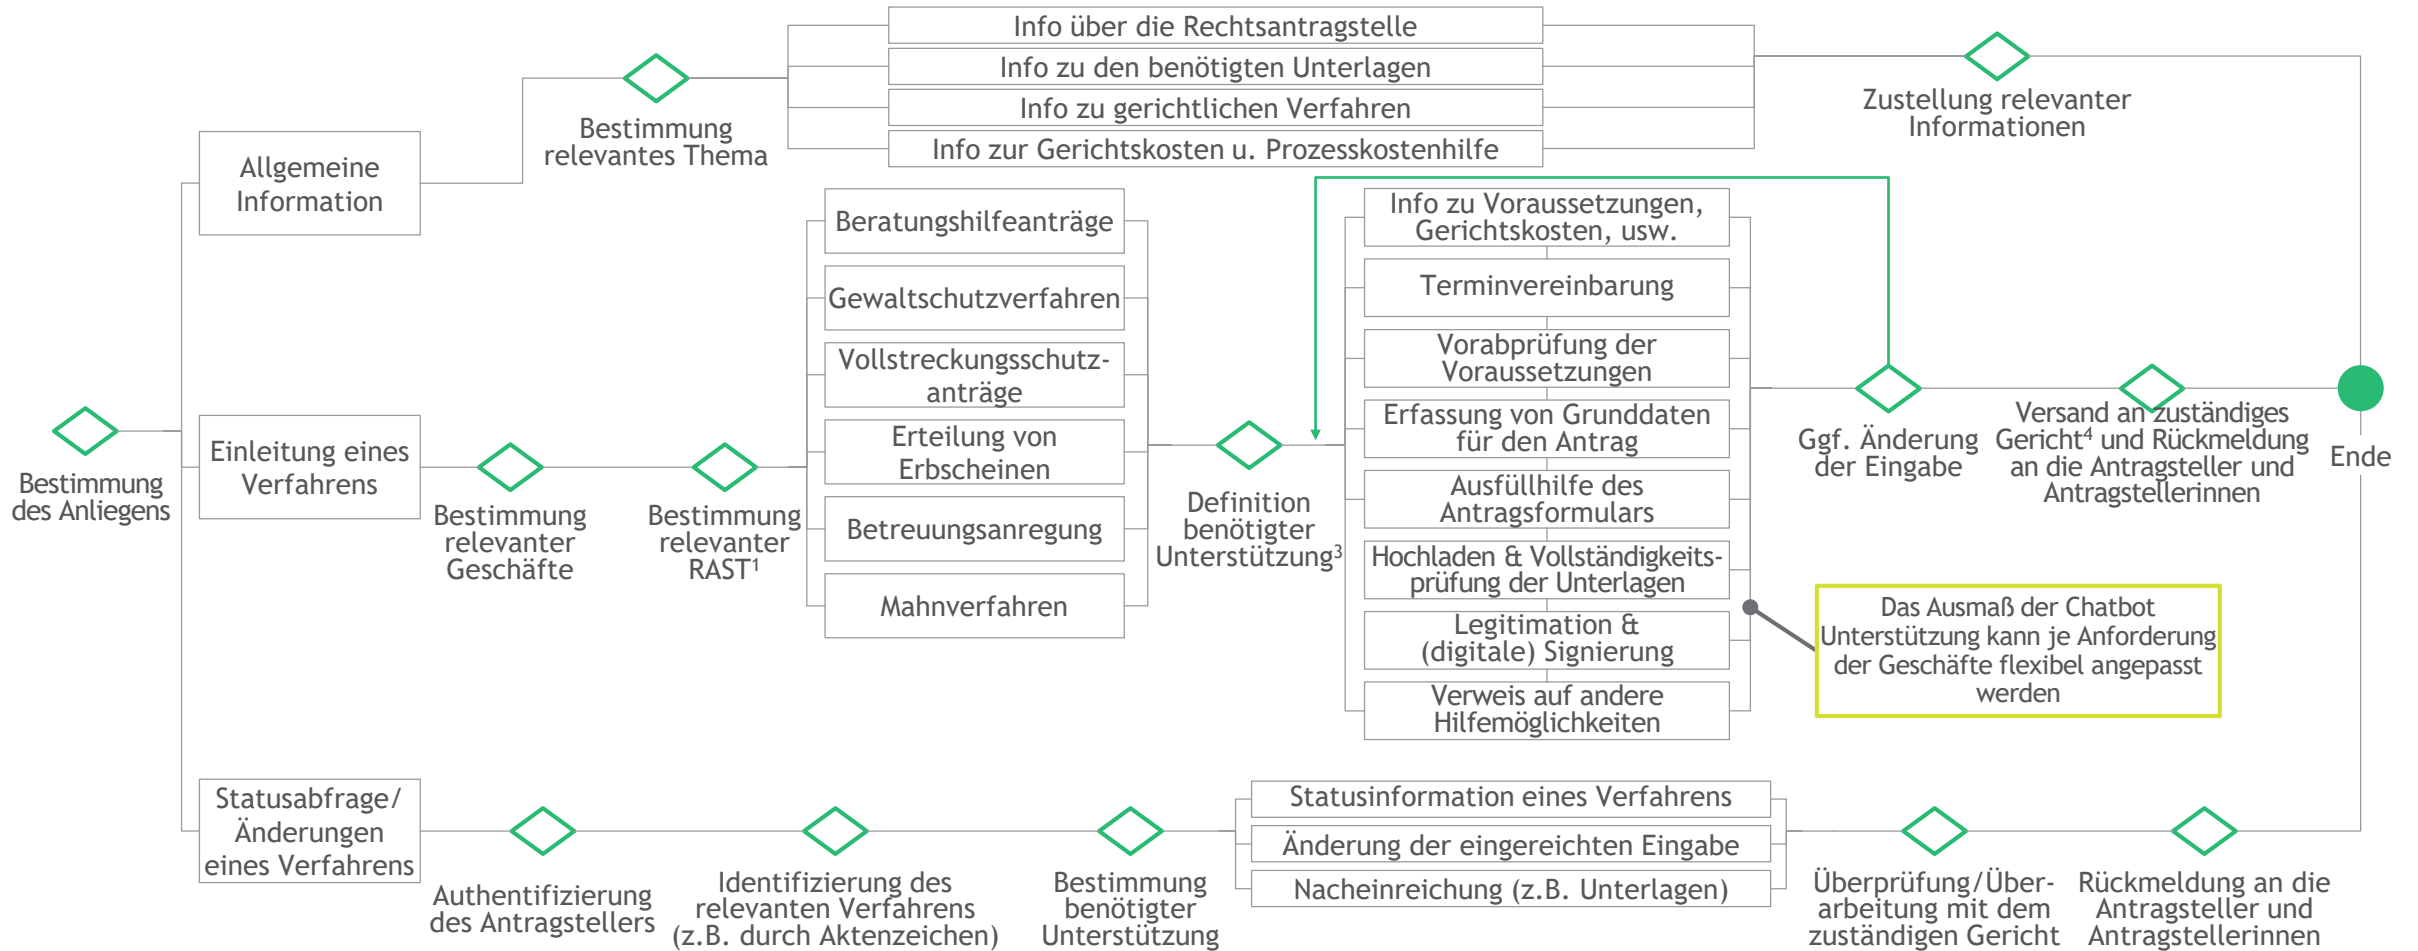 Bestimmung
des Anliegens
Allgemeine
Information
Bestimmung
relevantes Thema
Info über die Rechtsantragstelle
Info zu den benötigten Unterlagen
Info zu gerichtlichen Verfahren
Info zur Gerichtskosten u. Prozesskostenhilfe
Zustellung relevanter
Informationen
Einleitung eines
Verfahrens
Bestimmung
relevanter
Geschäfte
Bestimmung
relevanter
RAST¹
Beratungshilfeanträge
Gewaltschutzverfahren
Vollstreckungsschutz-
anträge
Erteilung von
Erbscheinen
Betreuungsanregung
Mahnverfahren
Definition
benötigter
Unterstützung³
Info zu Voraussetzungen,
Gerichtskosten, usw.
Terminvereinbarung
Vorabprüfung der
Voraussetzungen
Erfassung von Grunddaten
für den Antrag
Ausfüllhilfe des
Antragsformulars
Hochladen & Vollständigkeits-
prüfung der Unterlagen
Legitimation &
(digitale) Signierung
Verweis auf andere
Hilfemöglichkeiten
Ggf. Änderung
der Eingabe
Versand an zuständiges
Gericht⁴ und Rückmeldung
an die Antragsteller und
Antragstellerinnen
Ende
Das Ausmaß der Chatbot
Unterstützung kann je Anforderung
der Geschäfte flexibel angepasst
werden
Statusabfrage/
Änderungen
eines Verfahrens
Authentifizierung
des Antragstellers
Identifizierung des
relevanten Verfahrens
(z.B. durch Aktenzeichen)
Bestimmung
benötigter
Unterstützung
Statusinformation eines Verfahrens
Änderung der eingereichten Eingabe
Nacheinreichung (z.B. Unterlagen)
Überprüfung/Über-
arbeitung mit dem
zuständigen Gericht
Rückmeldung an die
Antragsteller und
Antragstellerinnen